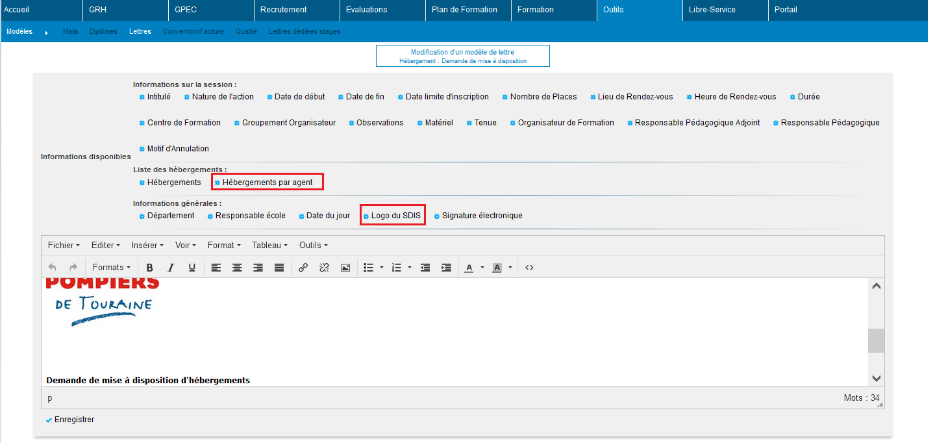 Accueil GRH GPEC Recrutement Evaluations Plan de Formation Formation Outils Libre-Service Portail
Modèles Mails Diplômes Lettres Convention/Facture Qualité Lettres dédiées stages
Modification d'un modèle de lettre
Hébergement : Demande de mise à disposition
Informations sur la session :
Intitulé Nature de l'action Date de début Date de fin Date limite d'inscription Nombre de Places Lieu de Rendez-vous Heure de Rendez-vous Durée
Centre de Formation Groupement Organisateur Observations Matériel Tenue Organisateur de Formation Responsable Pédagogique Adjoint Responsable Pédagogique
Motif d'Annulation
Informations disponibles
Liste des hébergements :
Hébergements Hébergements par agent
Informations générales :
Département Responsable école Date du jour Logo du SDIS Signature électronique
Fichier Editer Insérer Voir Format Tableau Outils
Formats B I U A A
POMPIERS
DE TOURAINE
Demande de mise à disposition d'hébergements
p Mots : 34
Enregistrer